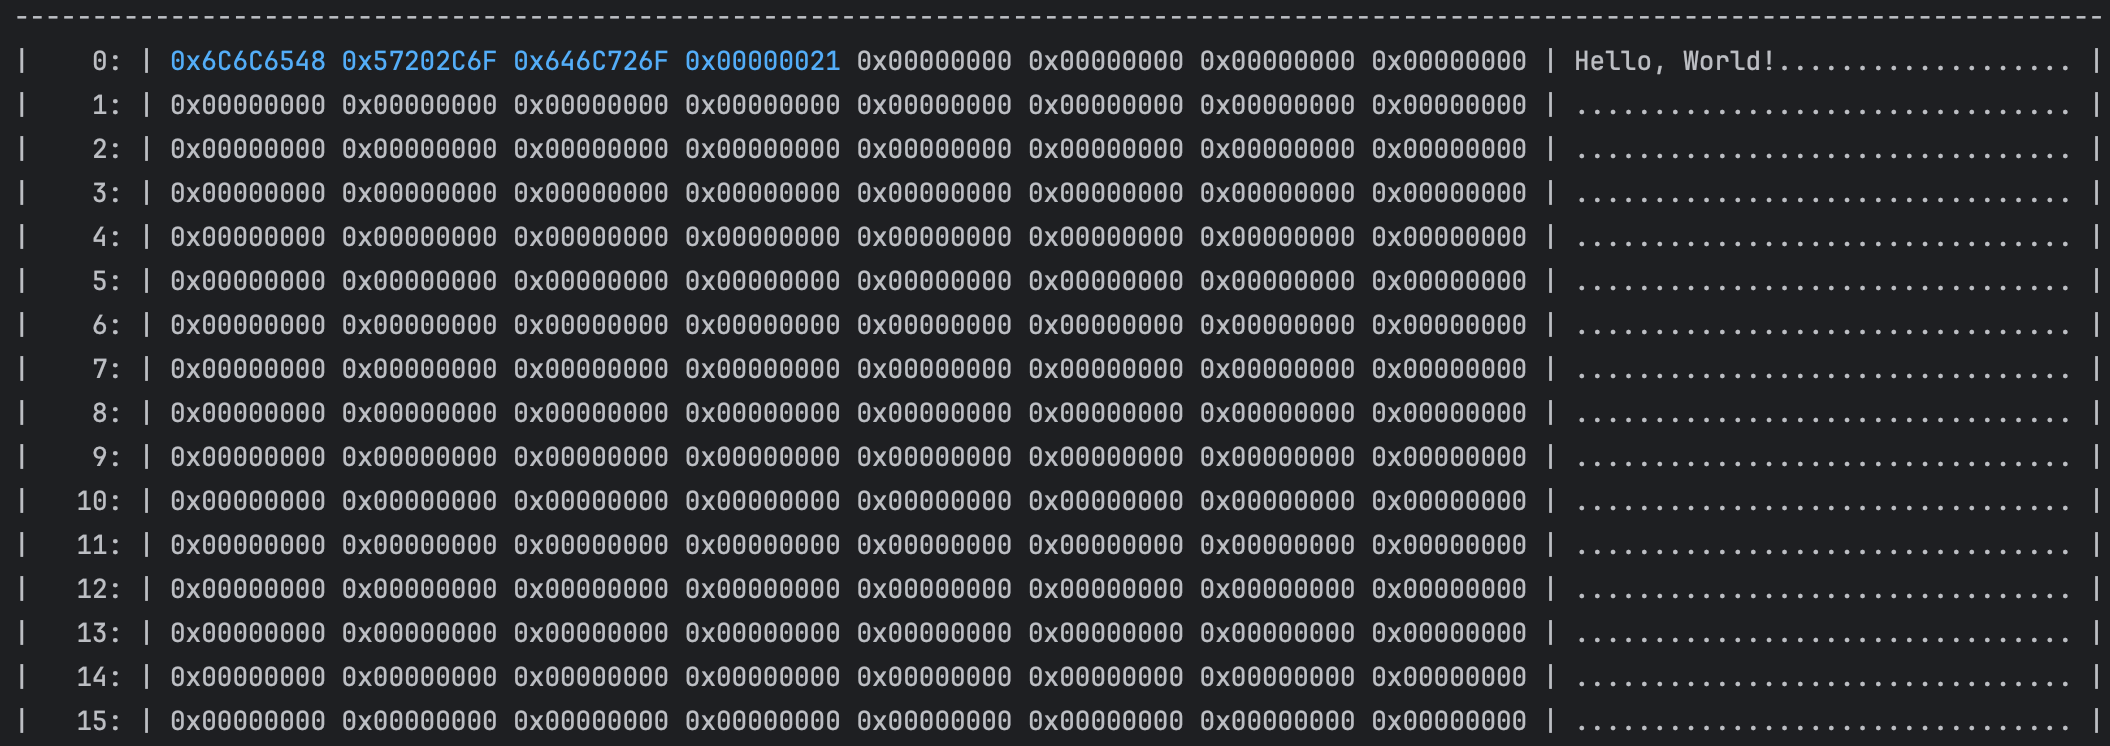 --------------------------------------------------------------------------------------------------------------------------------------
|    0: | 0x6C6C6548 0x57202C6F 0x646C726F 0x00000021 0x00000000 0x00000000 0x00000000 0x00000000 | Hello, World!................... |
|    1: | 0x00000000 0x00000000 0x00000000 0x00000000 0x00000000 0x00000000 0x00000000 0x00000000 | ................................ |
|    2: | 0x00000000 0x00000000 0x00000000 0x00000000 0x00000000 0x00000000 0x00000000 0x00000000 | ................................ |
|    3: | 0x00000000 0x00000000 0x00000000 0x00000000 0x00000000 0x00000000 0x00000000 0x00000000 | ................................ |
|    4: | 0x00000000 0x00000000 0x00000000 0x00000000 0x00000000 0x00000000 0x00000000 0x00000000 | ................................ |
|    5: | 0x00000000 0x00000000 0x00000000 0x00000000 0x00000000 0x00000000 0x00000000 0x00000000 | ................................ |
|    6: | 0x00000000 0x00000000 0x00000000 0x00000000 0x00000000 0x00000000 0x00000000 0x00000000 | ................................ |
|    7: | 0x00000000 0x00000000 0x00000000 0x00000000 0x00000000 0x00000000 0x00000000 0x00000000 | ................................ |
|    8: | 0x00000000 0x00000000 0x00000000 0x00000000 0x00000000 0x00000000 0x00000000 0x00000000 | ................................ |
|    9: | 0x00000000 0x00000000 0x00000000 0x00000000 0x00000000 0x00000000 0x00000000 0x00000000 | ................................ |
|   10: | 0x00000000 0x00000000 0x00000000 0x00000000 0x00000000 0x00000000 0x00000000 0x00000000 | ................................ |
|   11: | 0x00000000 0x00000000 0x00000000 0x00000000 0x00000000 0x00000000 0x00000000 0x00000000 | ................................ |
|   12: | 0x00000000 0x00000000 0x00000000 0x00000000 0x00000000 0x00000000 0x00000000 0x00000000 | ................................ |
|   13: | 0x00000000 0x00000000 0x00000000 0x00000000 0x00000000 0x00000000 0x00000000 0x00000000 | ................................ |
|   14: | 0x00000000 0x00000000 0x00000000 0x00000000 0x00000000 0x00000000 0x00000000 0x00000000 | ................................ |
|   15: | 0x00000000 0x00000000 0x00000000 0x00000000 0x00000000 0x00000000 0x00000000 0x00000000 | ................................ |